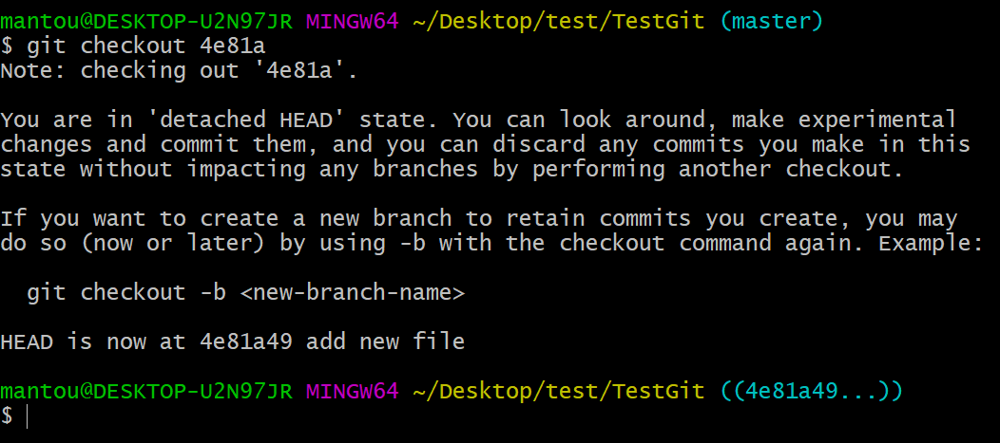 mantou@DESKTOP-U2N97JR MINGW64 ~/Desktop/test/TestGit (master)
$ git checkout 4e81a
Note: checking out '4e81a'.
You are in 'detached HEAD' state. You can look around, make experimental
changes and commit them, and you can discard any commits you make in this
state without impacting any branches by performing another checkout.
If you want to create a new branch to retain commits you create, you may
do so (now or later) by using -b with the checkout command again. Example:
git checkout -b <new-branch-name>
HEAD is now at 4e81a49 add new file
mantou@DESKTOP-U2N97JR MINGW64 ~/Desktop/test/TestGit ((4e81a49...))
$